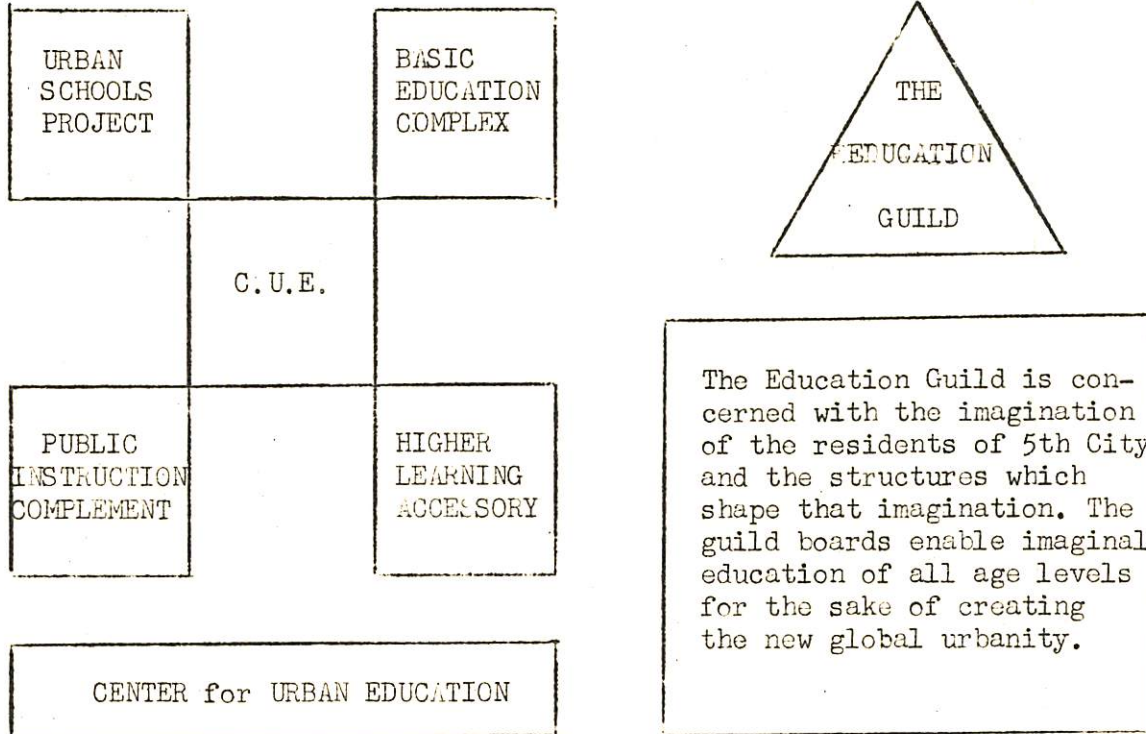 URBAN
SCHOOLS
PROJECT
BASIC
EDUCATION
COMPLEX
C.U.E.
PUBLIC
INSTRUCTION
COMPLEMENT
HIGHER
LEARNING
ACCESSORY
CENTER for URBAN EDUCATION
THE
EDUCATION
GUILD
The Education Guild is con-
cerned with the imagination
of the residents of 5th City
and the structures which
shape that imagination. The
guild boards enable imaginal
education of all age levels
for the sake of creating
the new global urbanity.